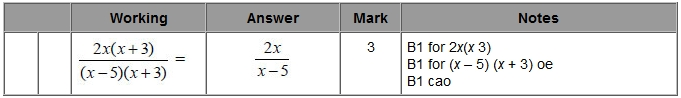 Working Answer Mark Notes
2x(x + 3) / (x − 5)(x + 3) = 2x / x − 5 3 B1 for 2x(x 3)
B1 for (x – 5) (x + 3) oe
B1 cao